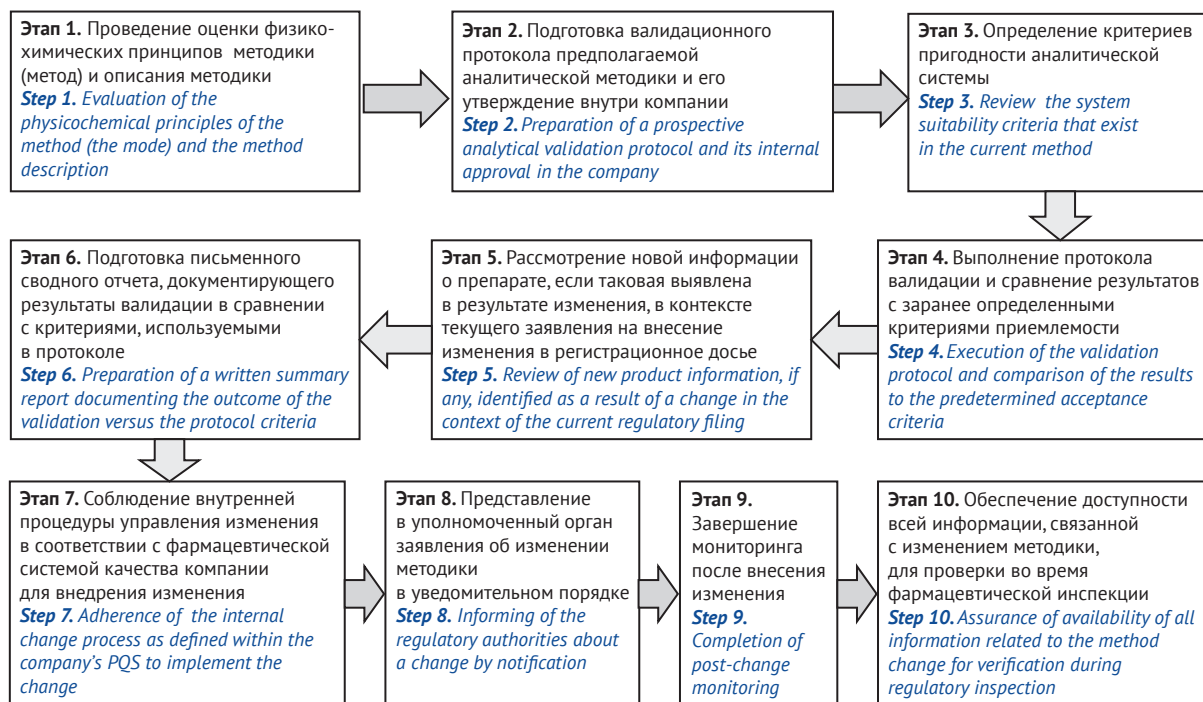 Этап 1. Проведение оценки физико-
химических принципов методики
(метод) и описания методики
Step 1. Evaluation of the
physicochemical principles of the
method (the mode) and the method
description
Этап 2. Подготовка валидационного
протокола предполагаемой
аналитической методики и его
утверждение внутри компании
Step 2. Preparation of a prospective
analytical validation protocol and its internal
approval in the company
Этап 3. Определение критериев
пригодности аналитической
системы
Step 3. Review the system
suitability criteria that exist
in the current method
Этап 4. Выполнение протокола
валидации и сравнение результатов
с заранее определенными
критериями приемлемости
Step 4. Execution of the validation
protocol and comparison of the results
to the predetermined acceptance
criteria
Этап 5. Рассмотрение новой информации
о препарате, если таковая выявлена
в результате изменения, в контексте
текущего заявления на внесение
изменения в регистрационное досье
Step 5. Review of new product information, if
any, identified as a result of a change in the
context of the current regulatory filing
Этап 6. Подготовка письменного
сводного отчета, документирующего
результаты валидации в сравнении
с критериями, используемыми
в протоколе
Step 6. Preparation of a written summary
report documenting the outcome of the
validation versus the protocol criteria
Этап 7. Соблюдение внутренней
процедуры управления изменения
в соответствии с фармацевтической
системой качества компании
для внедрения изменения
Step 7. Adherence of the internal
change process as defined within the
company's PQS to implement the
change
Этап 8. Представление
в уполномоченный орган
заявления об изменении
методики
в уведомительном порядке
Step 8. Informing of the
regulatory authorities about
a change by notification
Этап 9.
Завершение
мониторинга
после внесения
изменения
Step 9.
Completion of
post-change
monitoring
Этап 10. Обеспечение доступности
всей информации, связанной
с изменением методики,
для проверки во время
фармацевтической инспекции
Step 10. Assurance of availability of all
information related to the method
change for verification during
regulatory inspection